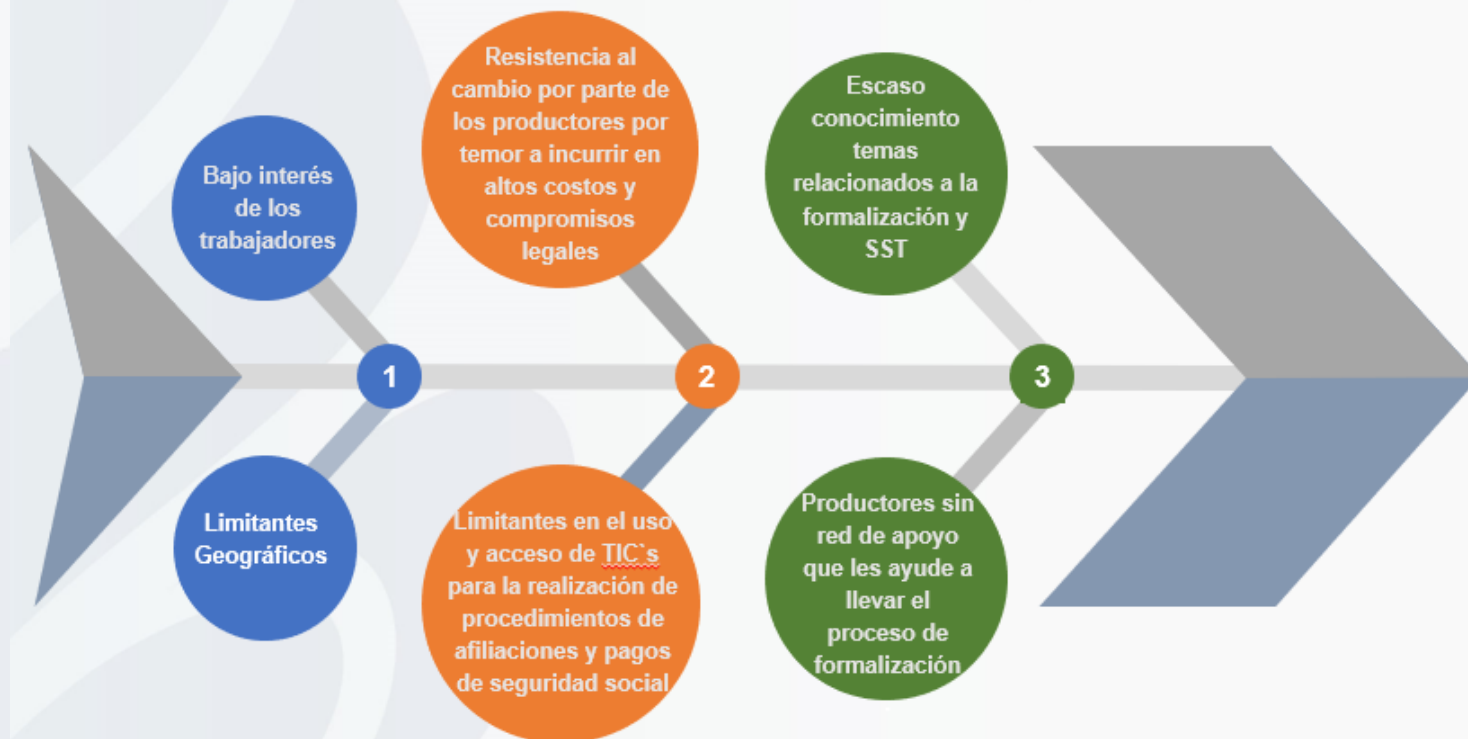 Bajo interés
de los
trabajadores
Resistencia al
cambio por parte de
los productores por
temor a incurrir en
altos costos y
compromisos
legales
Escaso
conocimiento
temas
relacionados a la
formalización y
SST
1
2
3
Limitantes
Geográficos
Limitantes en el uso
y acceso de TIC`s
para la realización de
procedimientos de
afiliaciones y pagos
de seguridad social
Productores sin
red de apoyo
que les ayude a
llevar el
proceso de
formalización